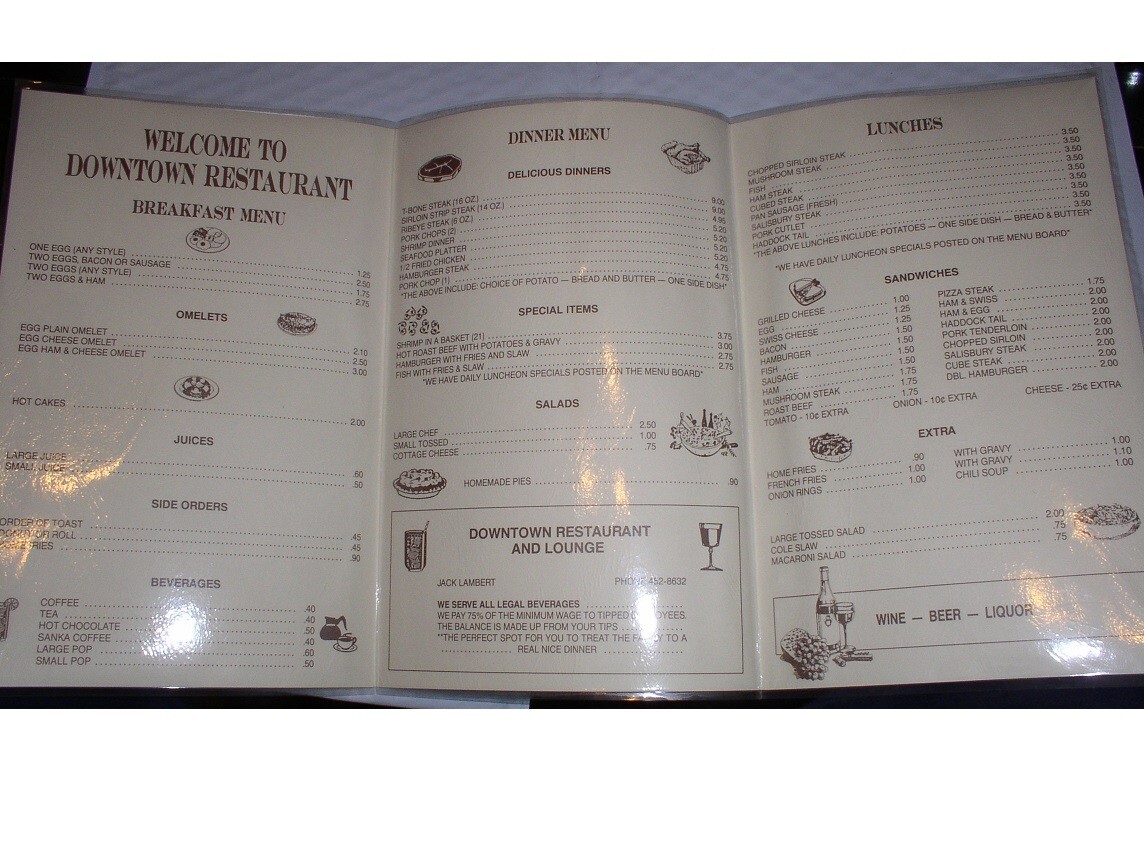 WELCOME TO
DOWNTOWN RESTAURANT
BREAKFAST MENU
ONE EGG (ANY STYLE) 1.25
TWO EGGS, BACON OR SAUSAGE 2.50
TWO EGGS (ANY STYLE) 1.75
TWO EGGS & HAM 2.75
OMELETS
EGG PLAIN OMELET 2.10
EGG CHEESE OMELET 2.50
EGG HAM & CHEESE OMELET 3.00
HOT CAKES 2.00
JUICES
LARGE JUICE .60
SMALL JUICE .50
SIDE ORDERS
ORDER OF TOAST .45
OR ROLL .45
FRIES .90
BEVERAGES
COFFEE .40
TEA .40
HOT CHOCOLATE .50
SANKA COFFEE .40
LARGE POP .60
SMALL POP .50
DINNER MENU
DELICIOUS DINNERS
T-BONE STEAK (16 OZ.) 9.00
SIRLOIN STRIP STEAK (14 OZ.) 9.00
RIBEYE STEAK (6 OZ.) 4.95
PORK CHOPS (2) 5.20
SHRIMP DINNER 5.20
SEAFOOD PLATTER 5.20
1/2 FRIED CHICKEN 5.20
HAMBURGER STEAK 4.75
PORK CHOP (1) 4.75
*THE ABOVE INCLUDE: CHOICE OF POTATO — BREAD AND BUTTER — ONE SIDE DISH*
SPECIAL ITEMS
SHRIMP IN A BASKET (21) 3.75
HOT ROAST BEEF WITH POTATOES & GRAVY 3.00
HAMBURGER WITH FRIES AND SLAW 2.75
FISH WITH FRIES & SLAW 2.75
*WE HAVE DAILY LUNCHEON SPECIALS POSTED ON THE MENU BOARD*
SALADS
LARGE CHEF 2.50
SMALL TOSSED 1.00
COTTAGE CHEESE .75
HOMEMADE PIES .90
DOWNTOWN RESTAURANT
AND LOUNGE
JACK LAMBERT PHONE 452-8632
WE SERVE ALL LEGAL BEVERAGES
WE PAY 75% OF THE MINIMUM WAGE TO TIPPED EMPLOYEES.
THE BALANCE IS MADE UP FROM YOUR TIPS
**THE PERFECT SPOT FOR YOU TO TREAT THE FAMILY TO A
REAL NICE DINNER
LUNCHES
CHOPPED SIRLOIN STEAK 3.50
MUSHROOM STEAK 3.50
FISH 3.50
HAM STEAK 3.50
CUBED STEAK 3.50
PAN SAUSAGE (FRESH) 3.50
SALISBURY STEAK 3.50
PORK CUTLET 3.50
HADDOCK TAIL 3.50
*THE ABOVE LUNCHES INCLUDE: POTATOES — ONE SIDE DISH — BREAD & BUTTER*
*WE HAVE DAILY LUNCHEON SPECIALS POSTED ON THE MENU BOARD*
SANDWICHES
GRILLED CHEESE 1.00
EGG 1.25
SWISS CHEESE 1.25
BACON 1.50
HAMBURGER 1.50
FISH 1.50
SAUSAGE 1.50
HAM 1.75
MUSHROOM STEAK 1.75
ROAST BEEF 1.75
PIZZA STEAK 1.75
HAM & SWISS 2.00
HAM & EGG 2.00
HADDOCK TAIL 2.00
PORK TENDERLOIN 2.00
CHOPPED SIRLOIN 2.00
SALISBURY STEAK 2.00
CUBE STEAK 2.00
DBL. HAMBURGER 2.00
TOMATO - 10¢ EXTRA ONION - 10¢ EXTRA CHEESE - 25¢ EXTRA
EXTRA
HOME FRIES .90
FRENCH FRIES 1.00
ONION RINGS 1.00
WITH GRAVY 1.00
WITH GRAVY 1.10
CHILI SOUP 1.00
LARGE TOSSED SALAD 2.00
COLE SLAW .75
MACARONI SALAD .75
WINE — BEER — LIQUOR